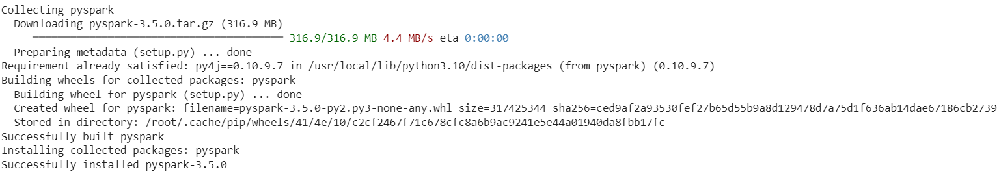 Collecting pyspark
Downloading pyspark-3.5.0.tar.gz (316.9 MB)
316.9/316.9 MB 4.4 MB/s eta 0:00:00
Preparing metadata (setup.py) ... done
Requirement already satisfied: py4j==0.10.9.7 in /usr/local/lib/python3.10/dist-packages (from pyspark) (0.10.9.7)
Building wheels for collected packages: pyspark
Building wheel for pyspark (setup.py) ... done
Created wheel for pyspark: filename=pyspark-3.5.0-py2.py3-none-any.whl size=317425344 sha256=ced9af2a93530fef27b65d55b9a8d129478d7a75d1f636ab14dae67186cb2739
Stored in directory: /root/.cache/pip/wheels/41/4e/10/c2cf2467f71c678cfc8a6b9ac9241e5e44a01940da8fbb17fc
Successfully built pyspark
Installing collected packages: pyspark
Successfully installed pyspark-3.5.0